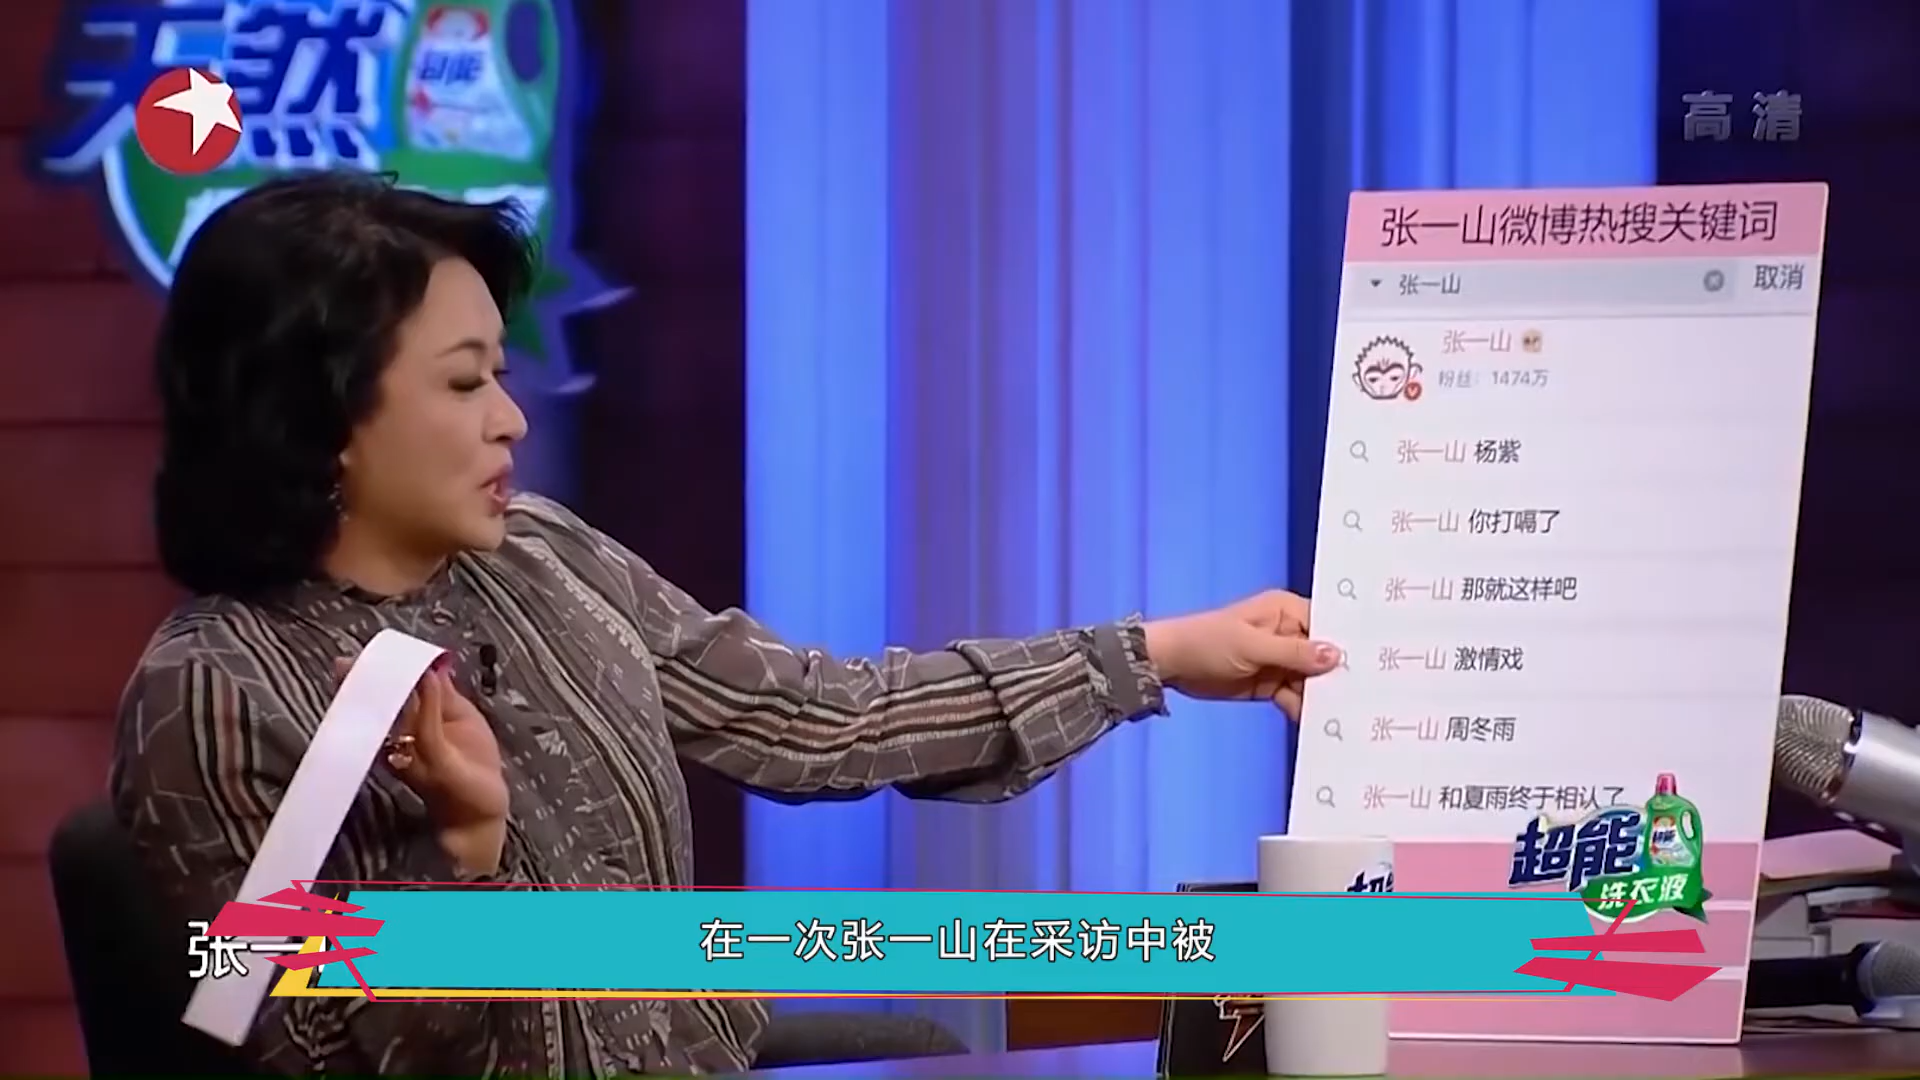 天然
超能
高清
张一山微博热搜关键词
张一山
取消
张一山
粉丝：1474万
张一山 杨紫
张一山 你打嗝了
张一山 那就这样吧
张一山 激情戏
张一山 周冬雨
张一山 和夏雨终于相认了
超能
洗衣液
超能
张一
在一次张一山在采访中被